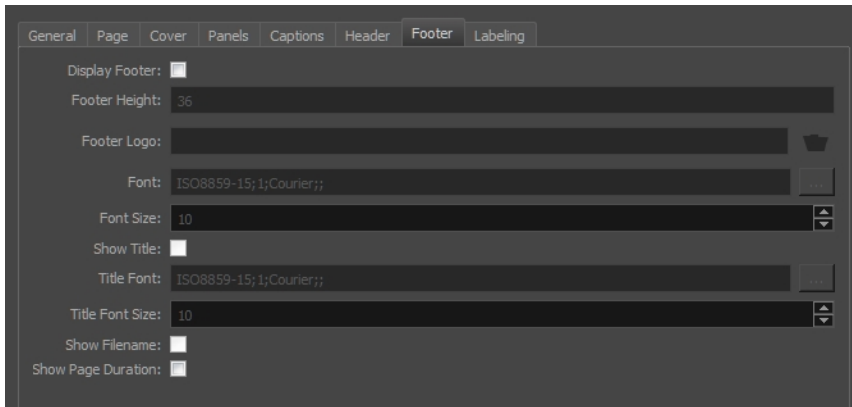 General Page Cover Panels Captions Header Footer Labeling
Display Footer:
Footer Height: 36
Footer Logo:
Font: ISO8859-15;1;Courier;; ...
Font Size: 10
Show Title:
Title Font: ISO8859-15;1;Courier;; ...
Title Font Size: 10
Show Filename:
Show Page Duration: